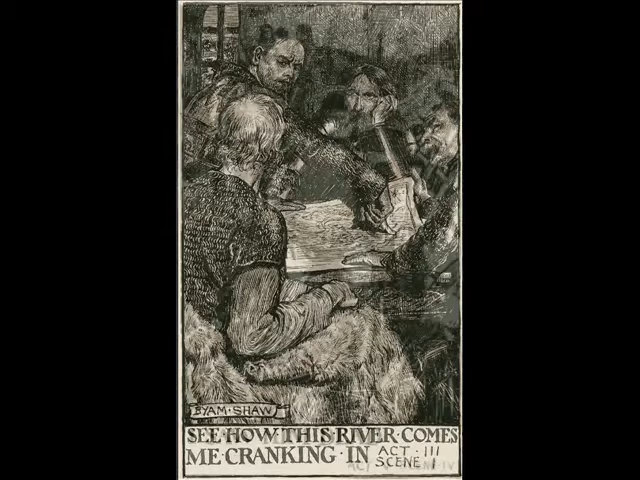 BYAM·SHAW
SEE·HOW·THIS·RIVER·COMES
ME·CRANKING·IN ACT·III
SCENE I